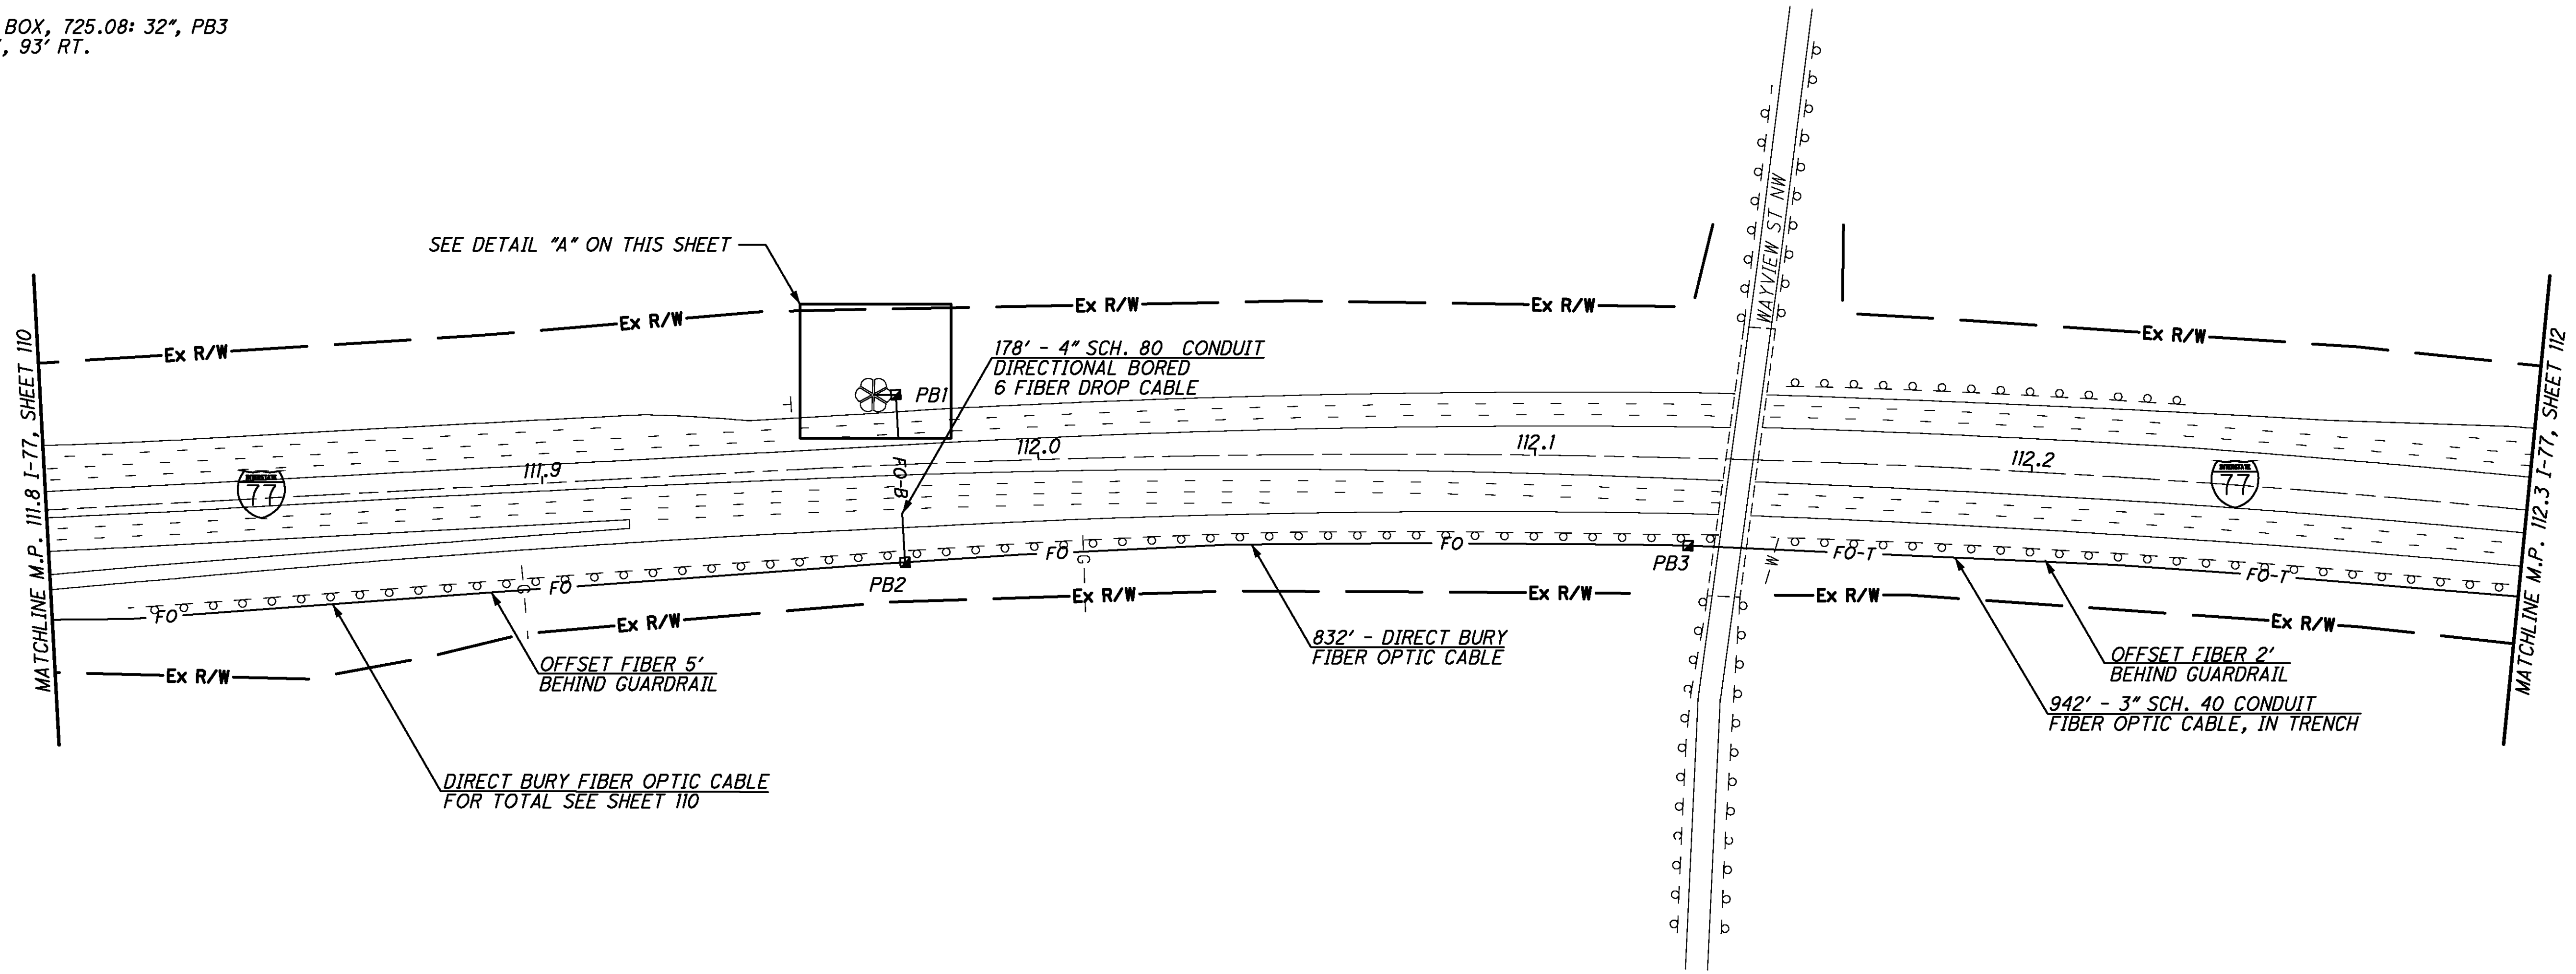 BOX, 725.08: 32", PB3
, 93' RT.
SEE DETAIL "A" ON THIS SHEET
WAYVIEW ST NW
MATCHLINE M.P. 111.8 I-77, SHEET 110
MATCHLINE M.P. 112.3 I-77, SHEET 112
Ex R/W
Ex R/W
Ex R/W
Ex R/W
Ex R/W
178' - 4" SCH. 80 CONDUIT
DIRECTIONAL BORED
6 FIBER DROP CABLE
PB1
111.9
112.0
112.1
112.2
INTERSTATE
77
INTERSTATE
77
FO-B
PB2
PB3
FO
FO
FO
FO
FO-T
FO-T
G
G
W
Ex R/W
Ex R/W
Ex R/W
Ex R/W
Ex R/W
Ex R/W
OFFSET FIBER 5'
BEHIND GUARDRAIL
832' - DIRECT BURY
FIBER OPTIC CABLE
OFFSET FIBER 2'
BEHIND GUARDRAIL
942' - 3" SCH. 40 CONDUIT
FIBER OPTIC CABLE, IN TRENCH
DIRECT BURY FIBER OPTIC CABLE
FOR TOTAL SEE SHEET 110